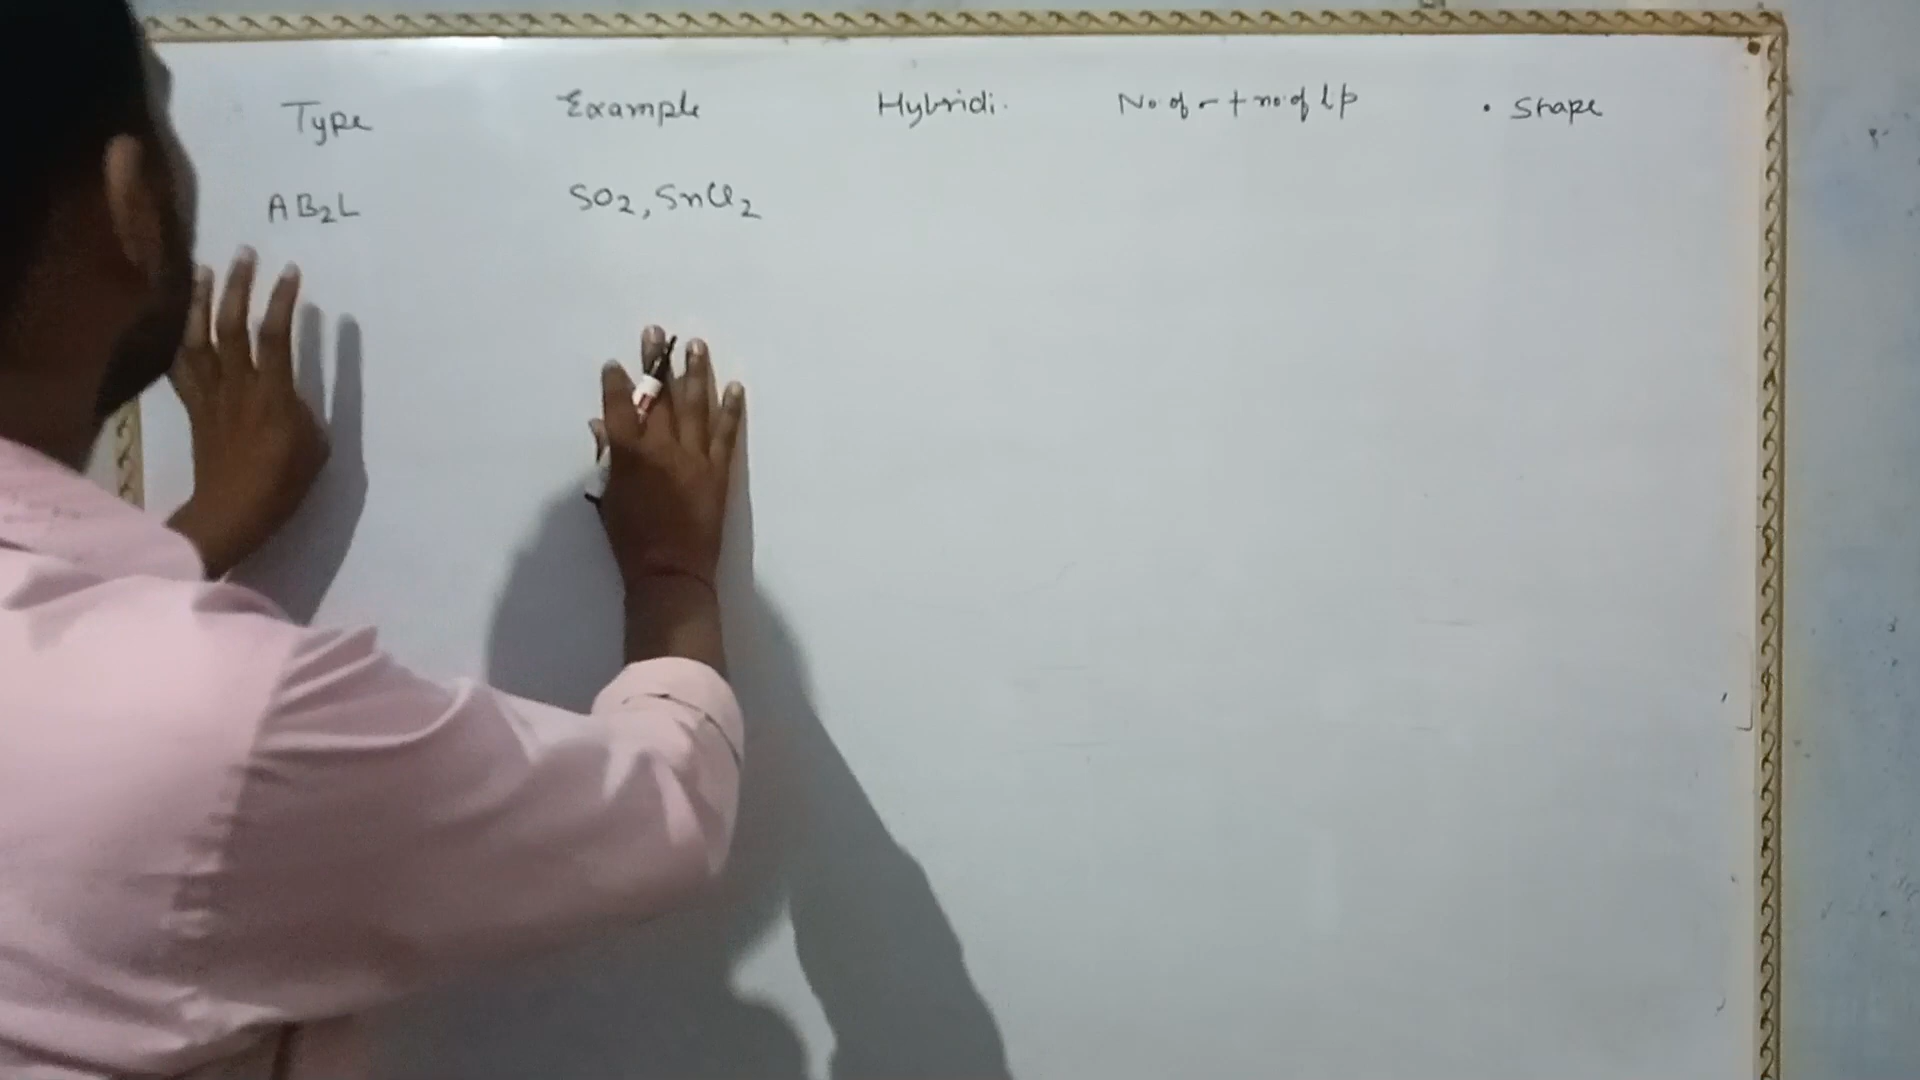 Type Example Hybridi. No. of σ + no. of lp • Shape
AB₂L SO₂, SnCl₂